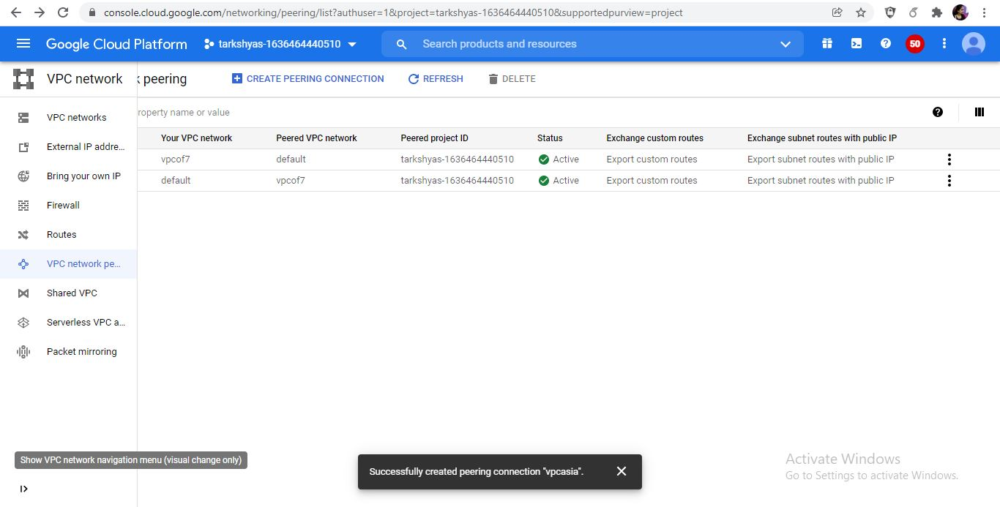 console.cloud.google.com/networking/peering/list?authuser=1&project=tarkshyas-1636464440510&supportedpurview=project
Google Cloud Platform
tarkshyas-1636464440510
Search products and resources
50
VPC network
k peering
CREATE PEERING CONNECTION
REFRESH
DELETE
roperty name or value
VPC networks
External IP addre...
Bring your own IP
Firewall
Routes
VPC network pe...
Shared VPC
Serverless VPC a...
Packet mirroring
Your VPC network Peered VPC network Peered project ID Status Exchange custom routes Exchange subnet routes with public IP
vpcof7 default tarkshyas-1636464440510 Active Export custom routes Export subnet routes with public IP
default vpcof7 tarkshyas-1636464440510 Active Export custom routes Export subnet routes with public IP
Show VPC network navigation menu (visual change only)
Successfully created peering connection "vpcasia".
Activate Windows
Go to Settings to activate Windows.